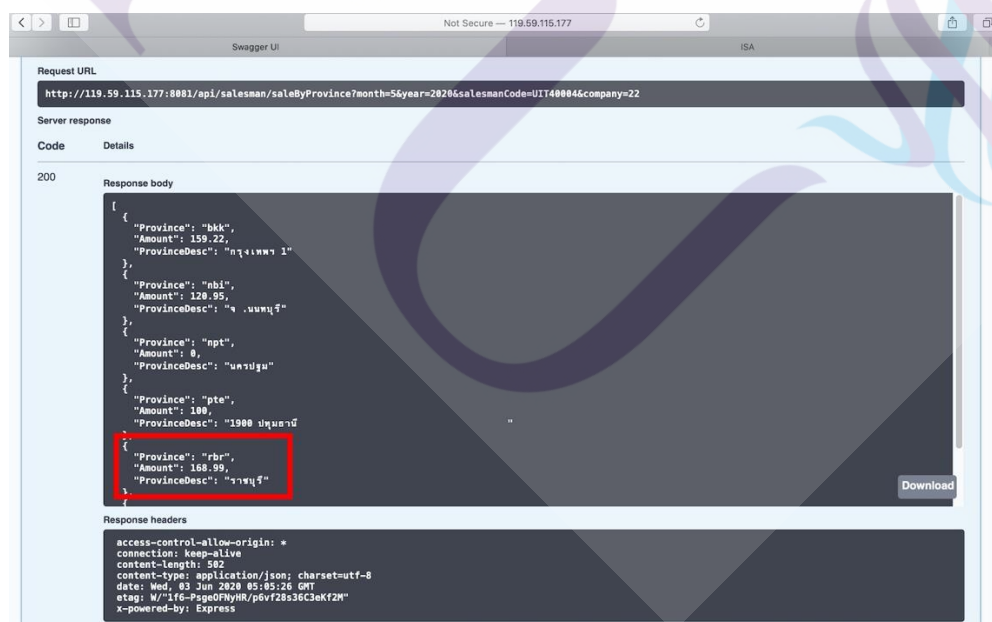 Not Secure — 119.59.115.177
Swagger UI
ISA
Request URL
http://119.59.115.177:8081/api/salesman/saleByProvince?month=5&year=2020&salesmanCode=UIT40004&company=22
Server response
Code Details
200
Response body
[
{
"Province": "bkk",
"Amount": 159.22,
"ProvinceDesc": "กรุงเทพฯ 1"
},
{
"Province": "nbi",
"Amount": 120.95,
"ProvinceDesc": "จ .นนทบุรี"
},
{
"Province": "npt",
"Amount": 0,
"ProvinceDesc": "นครปฐม"
},
{
"Province": "pte",
"Amount": 100,
"ProvinceDesc": "1900 ปทุมธานี "
},
{
"Province": "rbr",
"Amount": 168.99,
"ProvinceDesc": "ราชบุรี"
},
{
Download
Response headers
access-control-allow-origin: *
connection: keep-alive
content-length: 502
content-type: application/json; charset=utf-8
date: Wed, 03 Jun 2020 05:05:26 GMT
etag: W/"1f6-PsgeOFNyHR/p6vf28s36C3eKf2M"
x-powered-by: Express